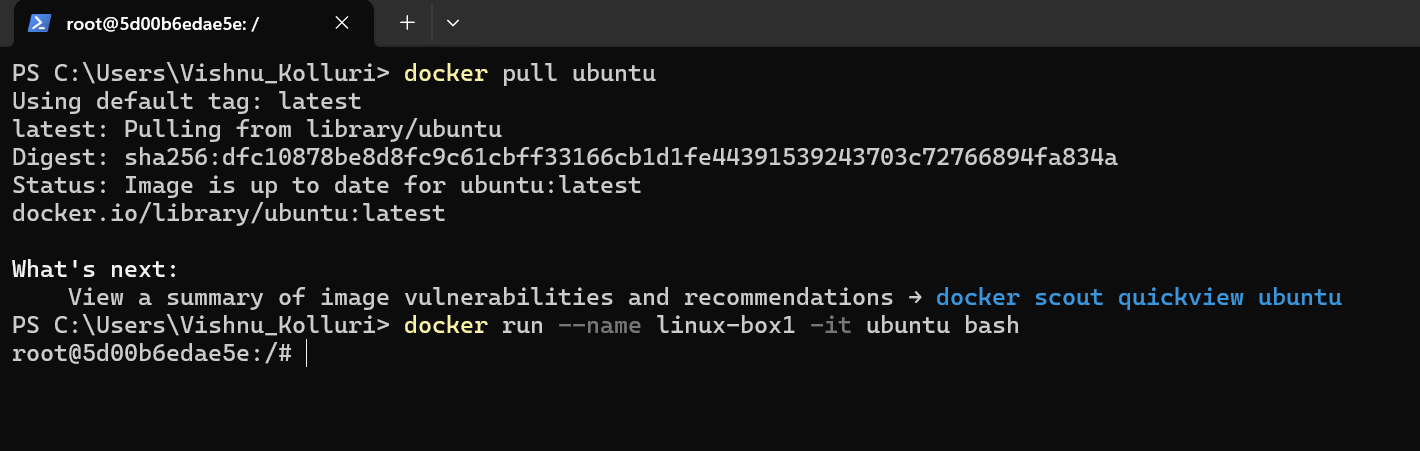 root@5d00b6edae5e: /
PS C:\Users\Vishnu_Kolluri> docker pull ubuntu
Using default tag: latest
latest: Pulling from library/ubuntu
Digest: sha256:dfc10878be8d8fc9c61cbff33166cb1d1fe44391539243703c72766894fa834a
Status: Image is up to date for ubuntu:latest
docker.io/library/ubuntu:latest
What's next:
View a summary of image vulnerabilities and recommendations → docker scout quickview ubuntu
PS C:\Users\Vishnu_Kolluri> docker run --name linux-box1 -it ubuntu bash
root@5d00b6edae5e:/#